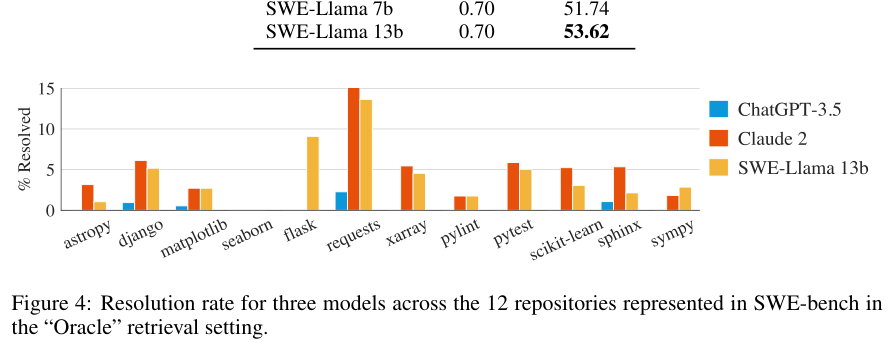 SWE-Llama 7b 0.70 51.74
SWE-Llama 13b 0.70 53.62
15
10
5
0
% Resolved
ChatGPT-3.5
Claude 2
SWE-Llama 13b
astropy
django
matplotlib
seaborn
flask
requests
xarray
pylint
pytest
scikit-learn
sphinx
sympy
Figure 4: Resolution rate for three models across the 12 repositories represented in SWE-bench in
the “Oracle” retrieval setting.